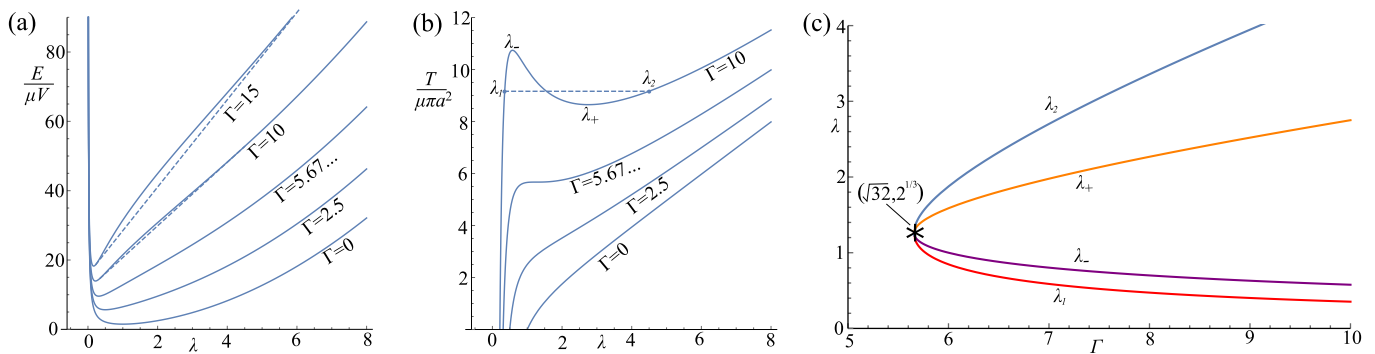 (a)
E
μV
80
60
40
20
0
0 2 4 6 8
λ
Γ=15
Γ=10
Γ=5.67...
Γ=2.5
Γ=0
(b)
T
μπa²
12
10
8
6
4
2
0 2 4 6 8
λ
λ₋
λ₁
λ₂
λ₊
Γ=10
Γ=5.67...
Γ=2.5
Γ=0
(c)
λ
4
3
2
1
0
5 6 7 8 9 10
Γ
λ₂
λ₊
(√32,2^1/3)
λ₋
λ₁